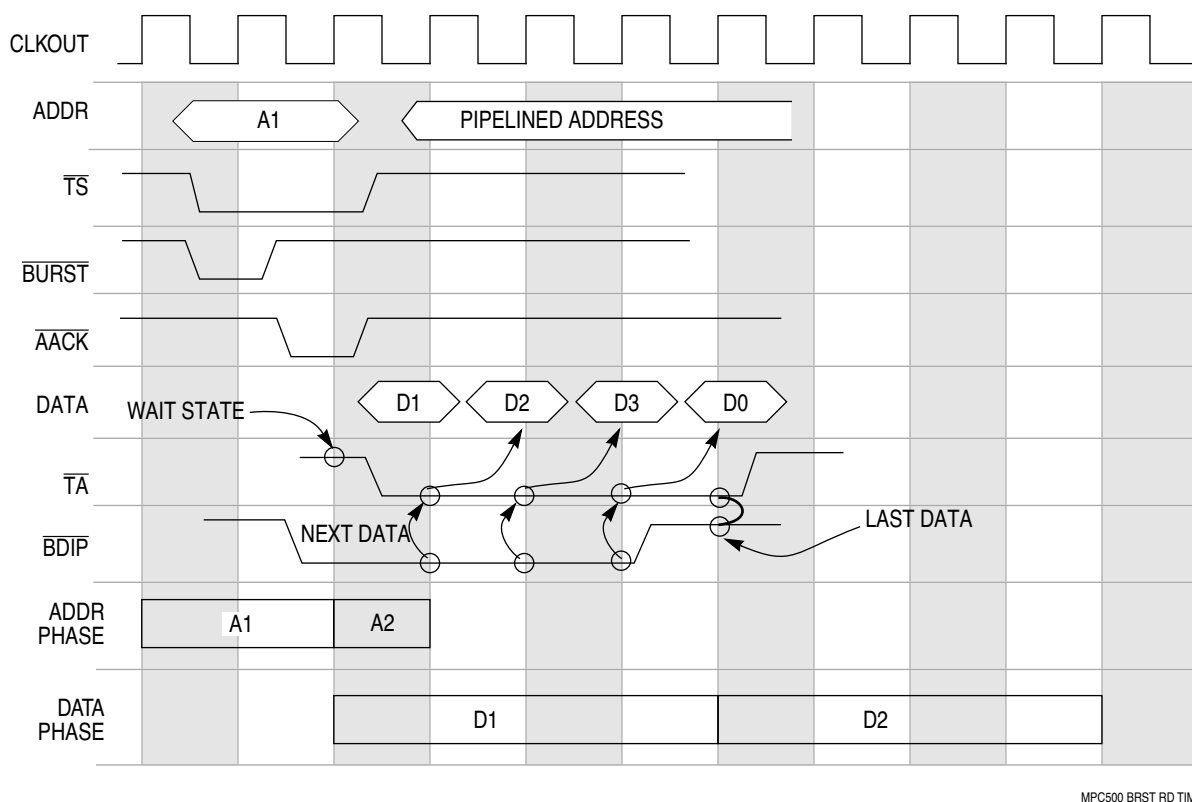 CLKOUT
ADDR
A1
PIPELINED ADDRESS
TS
BURST
AACK
DATA
D1
D2
D3
D0
WAIT STATE
TA
NEXT DATA
LAST DATA
BDIP
ADDR
PHASE
A1
A2
DATA
PHASE
D1
D2
MPC500 BRST RD TIM